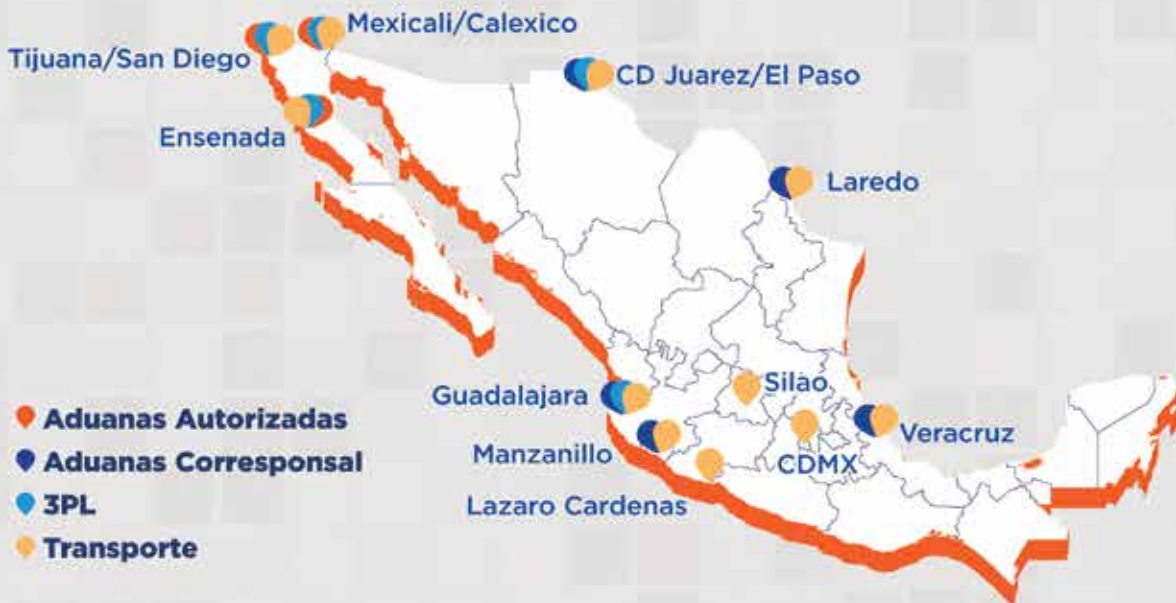 Mexicali/Calexico
Tijuana/San Diego
CD Juarez/El Paso
Ensenada
Laredo
Silao
Guadalajara
Veracruz
Manzanillo
CDMX
Lazaro Cardenas
Aduanas Autorizadas
Aduanas Corresponsal
3PL
Transporte